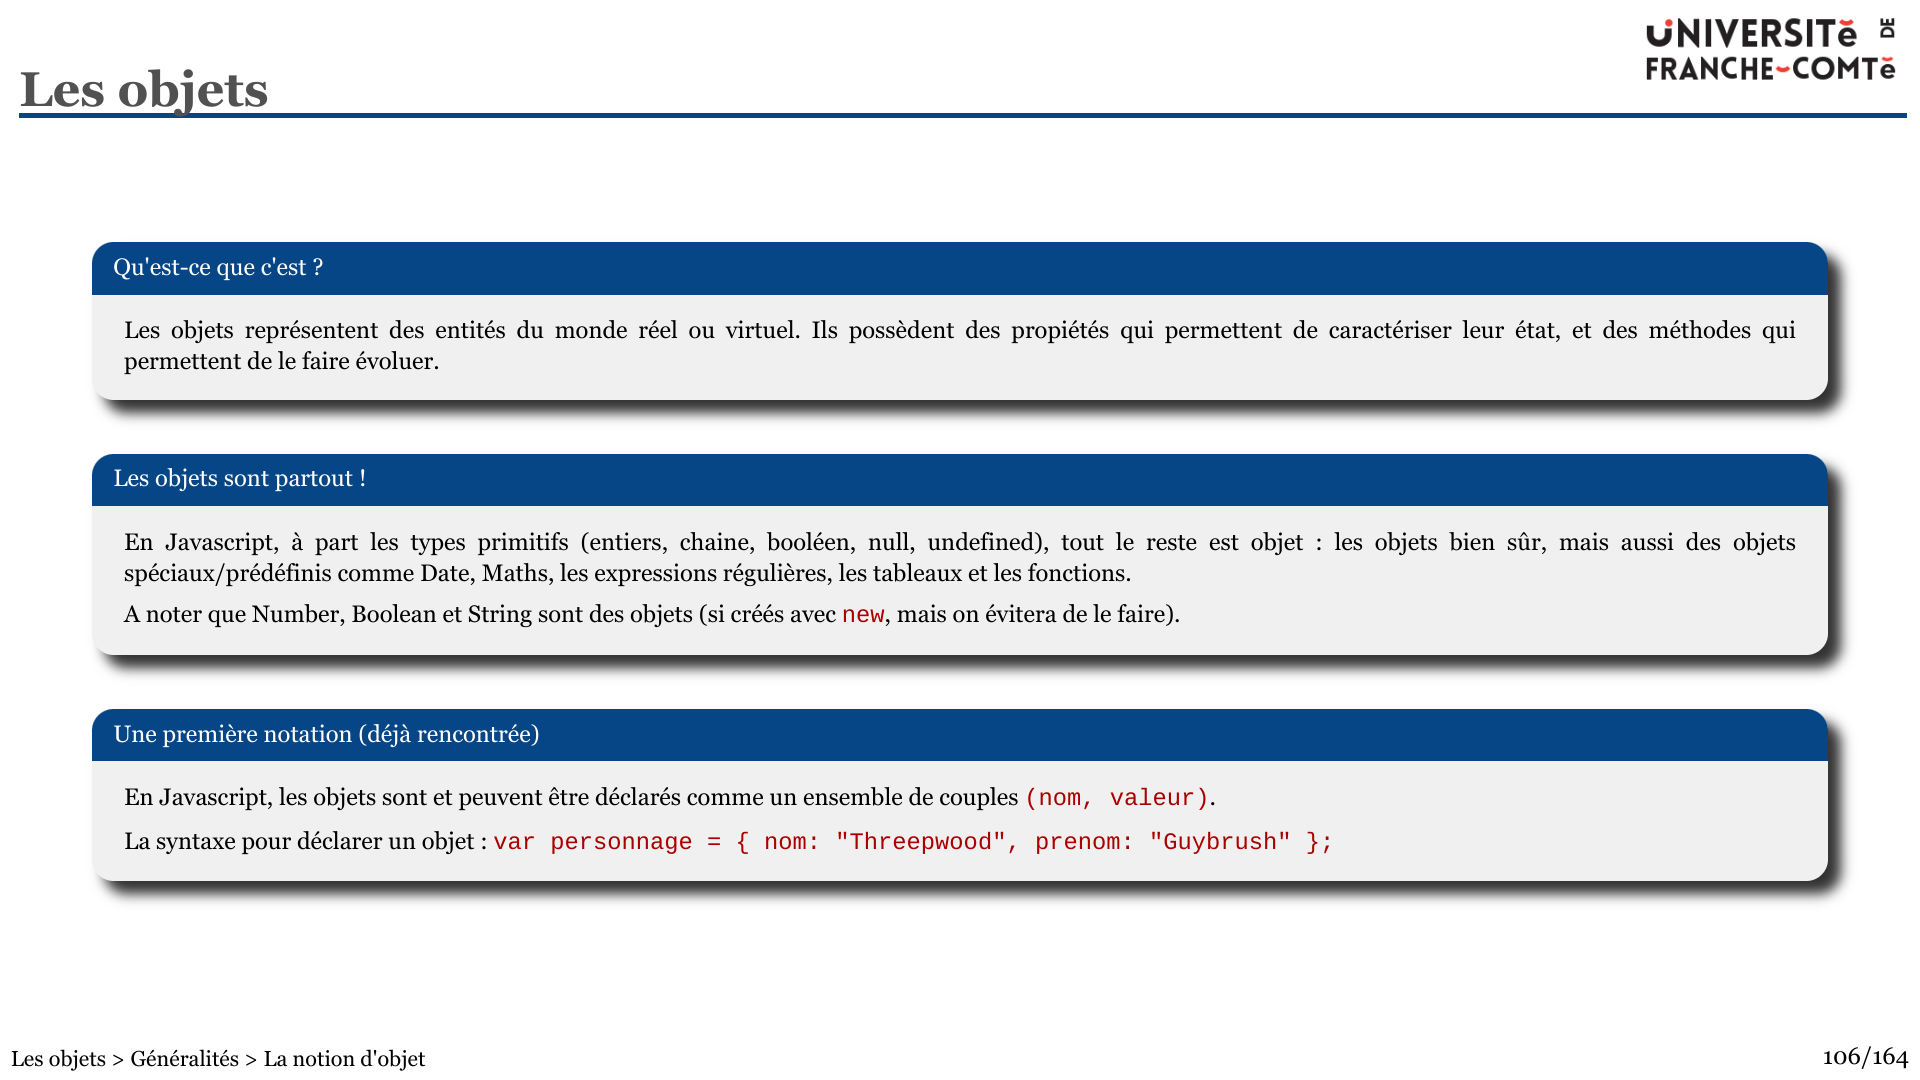 UNIVERSITÉ DE
FRANCHE-COMTÉ
Les objets
Qu'est-ce que c'est ?
Les objets représentent des entités du monde réel ou virtuel. Ils possèdent des propiétés qui permettent de caractériser leur état, et des méthodes qui
permettent de le faire évoluer.
Les objets sont partout !
En Javascript, à part les types primitifs (entiers, chaine, booléen, null, undefined), tout le reste est objet : les objets bien sûr, mais aussi des objets
spéciaux/prédéfinis comme Date, Maths, les expressions régulières, les tableaux et les fonctions.
A noter que Number, Boolean et String sont des objets (si créés avec new, mais on évitera de le faire).
Une première notation (déjà rencontrée)
En Javascript, les objets sont et peuvent être déclarés comme un ensemble de couples (nom, valeur).
La syntaxe pour déclarer un objet : var personnage = { nom: "Threepwood", prenom: "Guybrush" };
Les objets > Généralités > La notion d'objet
106/164